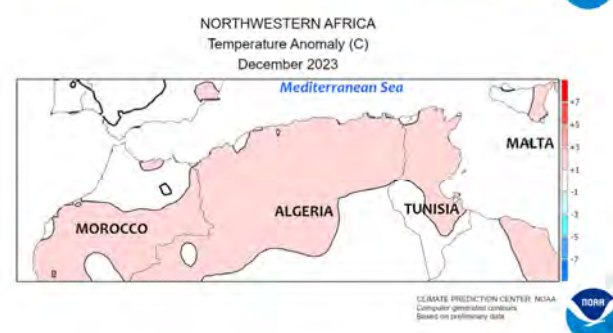 NORTHWESTERN AFRICA
Temperature Anomaly (C)
December 2023
Mediterranean Sea
MALTA
MOROCCO
ALGERIA
TUNISIA
+7
+5
+3
+1
-1
-3
-5
-7
CLIMATE PREDICTION CENTER, NOAA
Computer generated contours
Based on preliminary data
NOAA